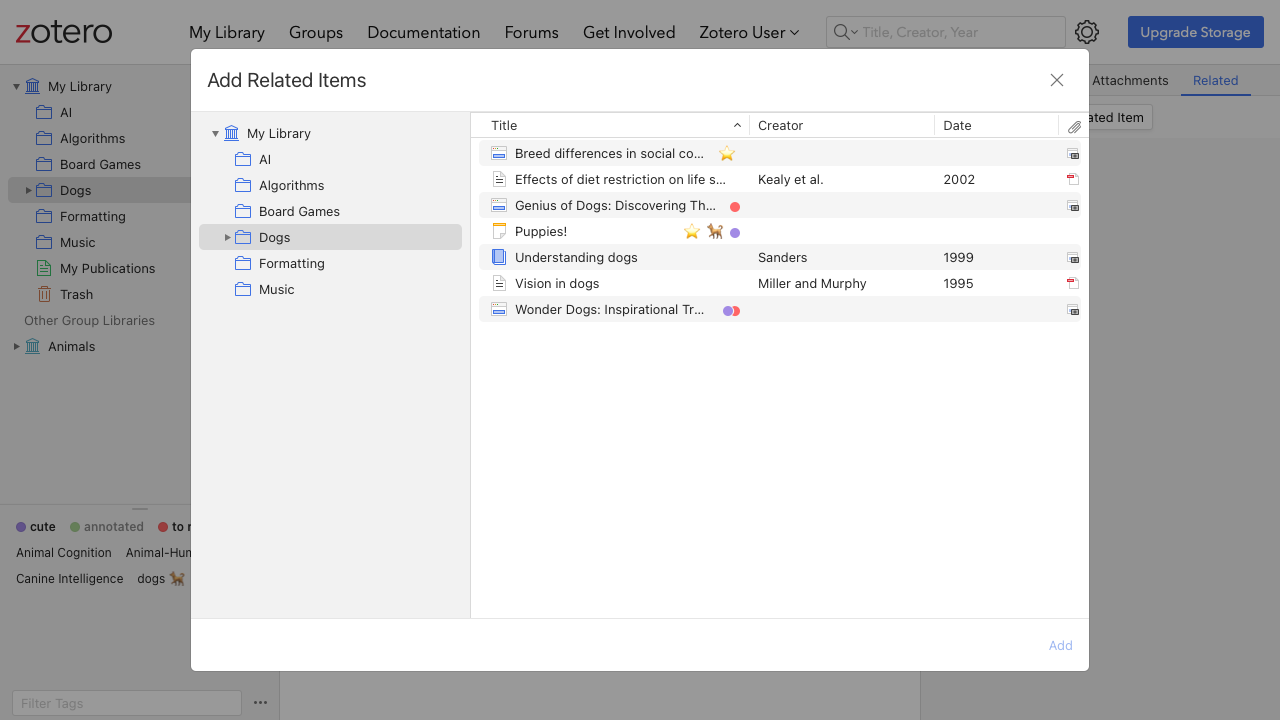 zotero
My Library
Groups
Documentation
Forums
Get Involved
Zotero User
Title, Creator, Year
Upgrade Storage
My Library
AI
Algorithms
Board Games
Dogs
Formatting
Music
My Publications
Trash
Other Group Libraries
Animals
cute
annotated
to
Animal Cognition
Canine Intelligence
dogs
Filter Tags
Attachments
Related
Item
Add Related Items
My Library
AI
Algorithms
Board Games
Dogs
Formatting
Music
Title Creator Date
Breed differences in social co...
Effects of diet restriction on life s... Kealy et al. 2002
Genius of Dogs: Discovering Th...
Puppies!
Understanding dogs Sanders 1999
Vision in dogs Miller and Murphy 1995
Wonder Dogs: Inspirational Tr...
Add